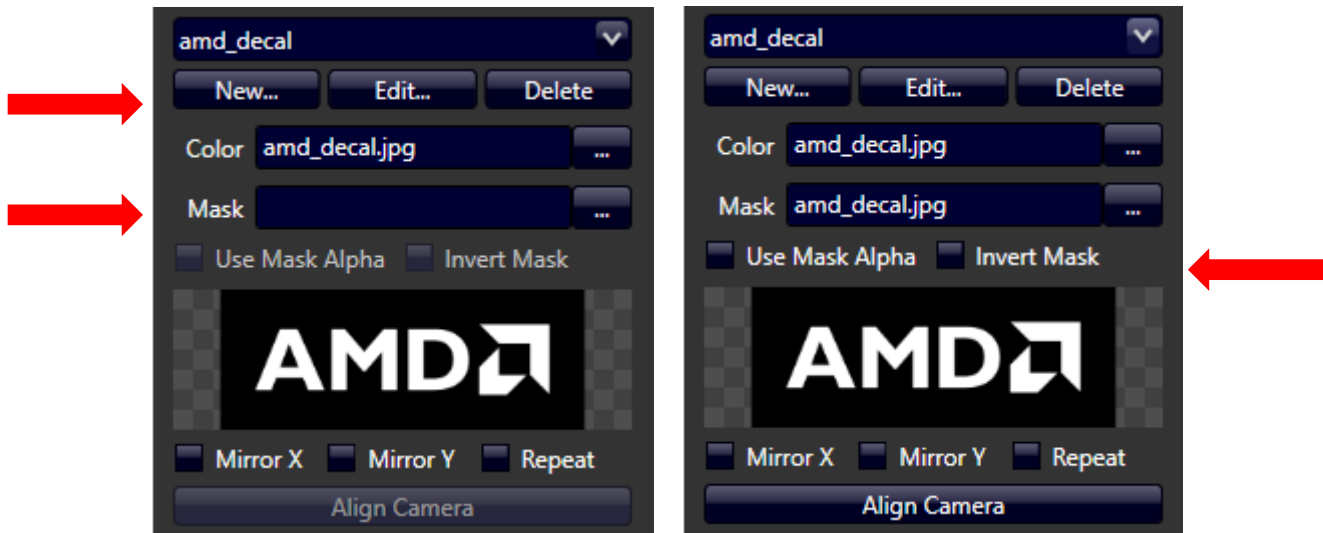 amd_decal
New... Edit... Delete
Color amd_decal.jpg ...
Mask ...
Use Mask Alpha Invert Mask
AMD
Mirror X Mirror Y Repeat
Align Camera
amd_decal
New... Edit... Delete
Color amd_decal.jpg ...
Mask amd_decal.jpg ...
Use Mask Alpha Invert Mask
AMD
Mirror X Mirror Y Repeat
Align Camera